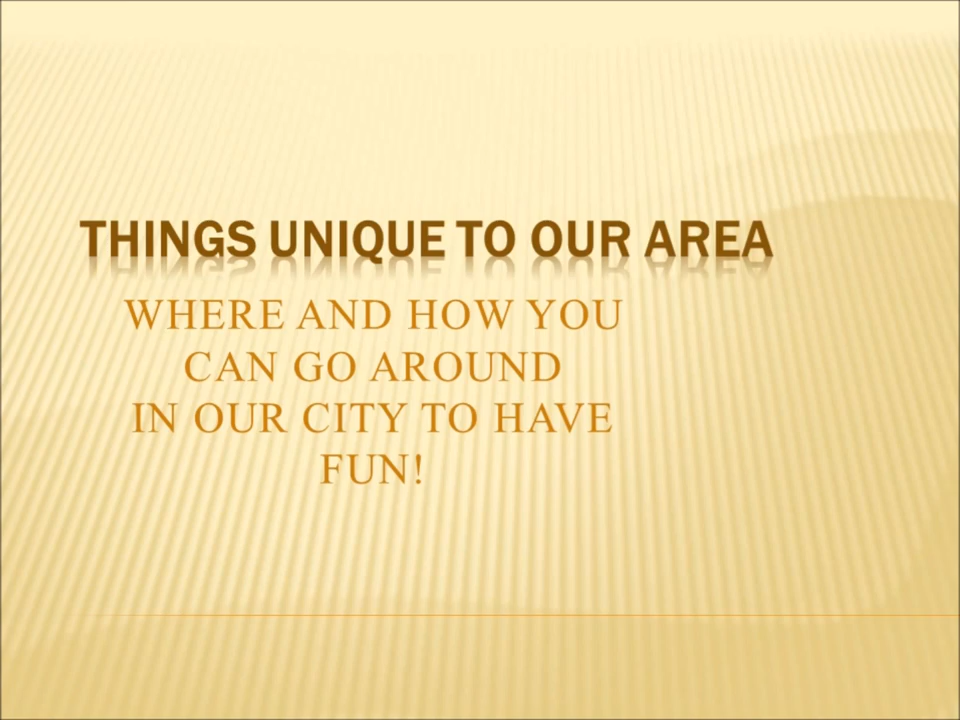 THINGS UNIQUE TO OUR AREA
WHERE AND HOW YOU
CAN GO AROUND
IN OUR CITY TO HAVE
FUN!